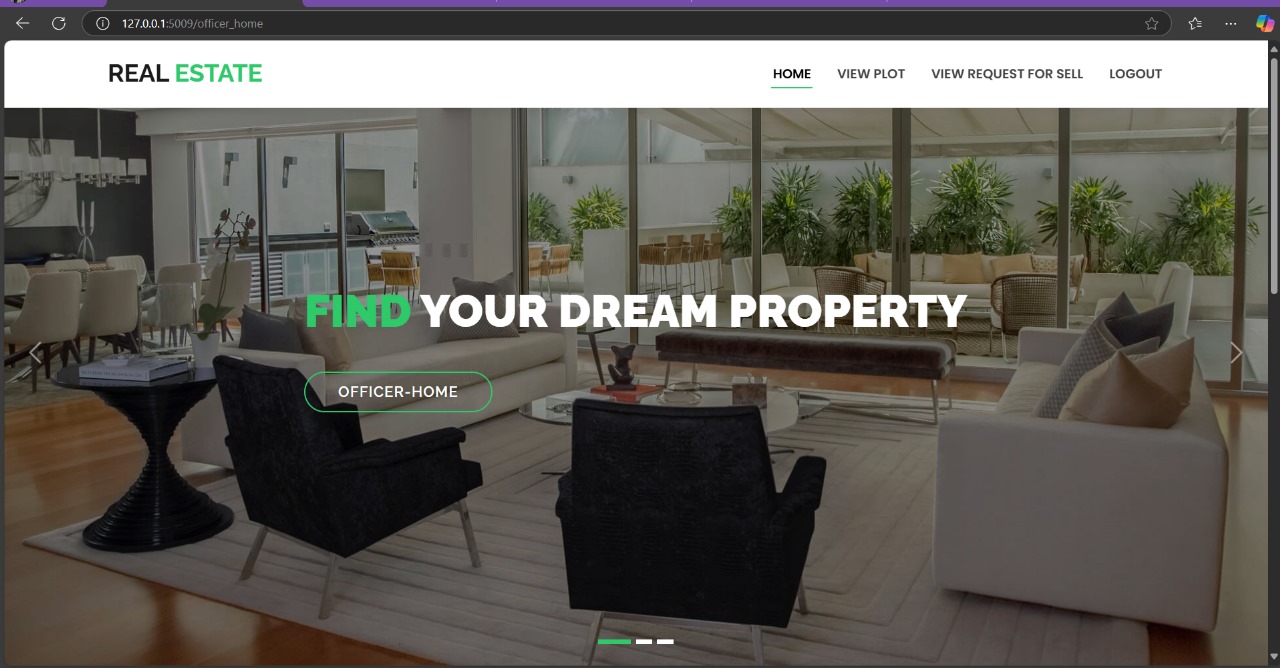 127.0.0.1:5009/officer_home
REAL ESTATE
HOME VIEW PLOT VIEW REQUEST FOR SELL LOGOUT
FIND YOUR DREAM PROPERTY
OFFICER-HOME